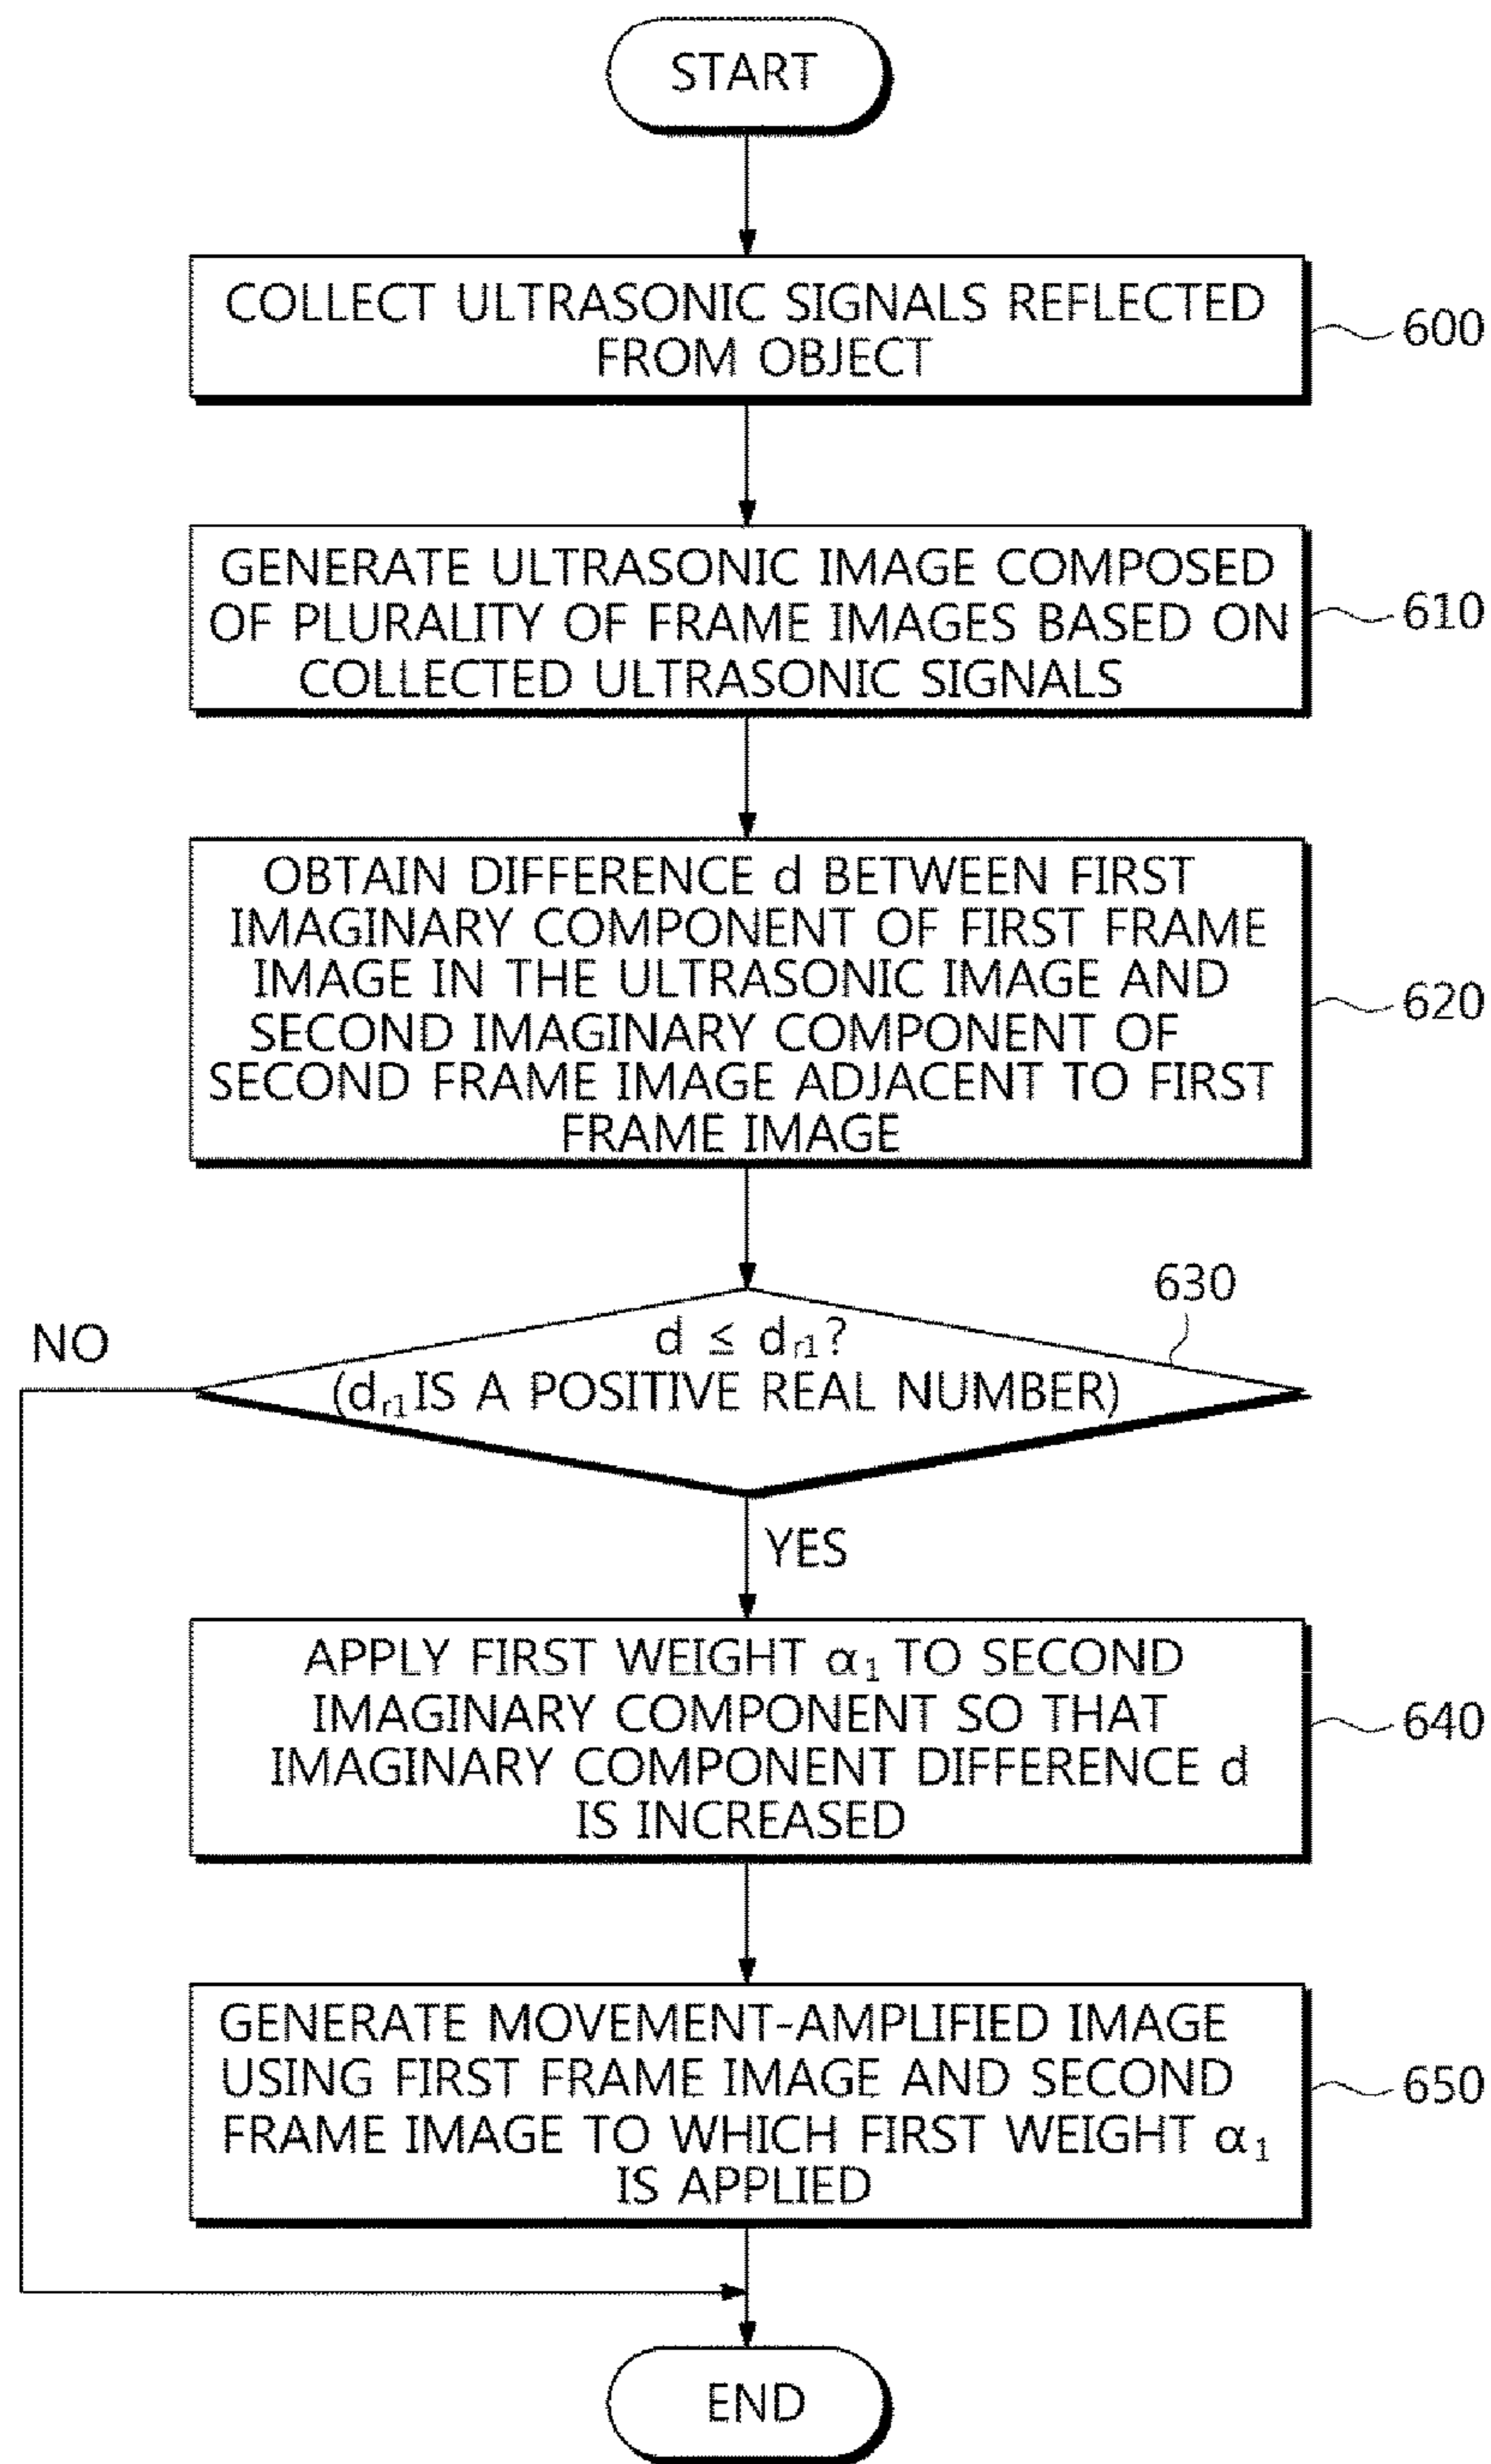 START
COLLECT ULTRASONIC SIGNALS REFLECTED
FROM OBJECT
600
GENERATE ULTRASONIC IMAGE COMPOSED
OF PLURALITY OF FRAME IMAGES BASED ON
COLLECTED ULTRASONIC SIGNALS
610
OBTAIN DIFFERENCE d BETWEEN FIRST
IMAGINARY COMPONENT OF FIRST FRAME
IMAGE IN THE ULTRASONIC IMAGE AND
SECOND IMAGINARY COMPONENT OF
SECOND FRAME IMAGE ADJACENT TO FIRST
FRAME IMAGE
620
630
NO
d ≤ dr1?
(dr1 IS A POSITIVE REAL NUMBER)
YES
APPLY FIRST WEIGHT α1 TO SECOND
IMAGINARY COMPONENT SO THAT
IMAGINARY COMPONENT DIFFERENCE d
IS INCREASED
640
GENERATE MOVEMENT-AMPLIFIED IMAGE
USING FIRST FRAME IMAGE AND SECOND
FRAME IMAGE TO WHICH FIRST WEIGHT α1
IS APPLIED
650
END